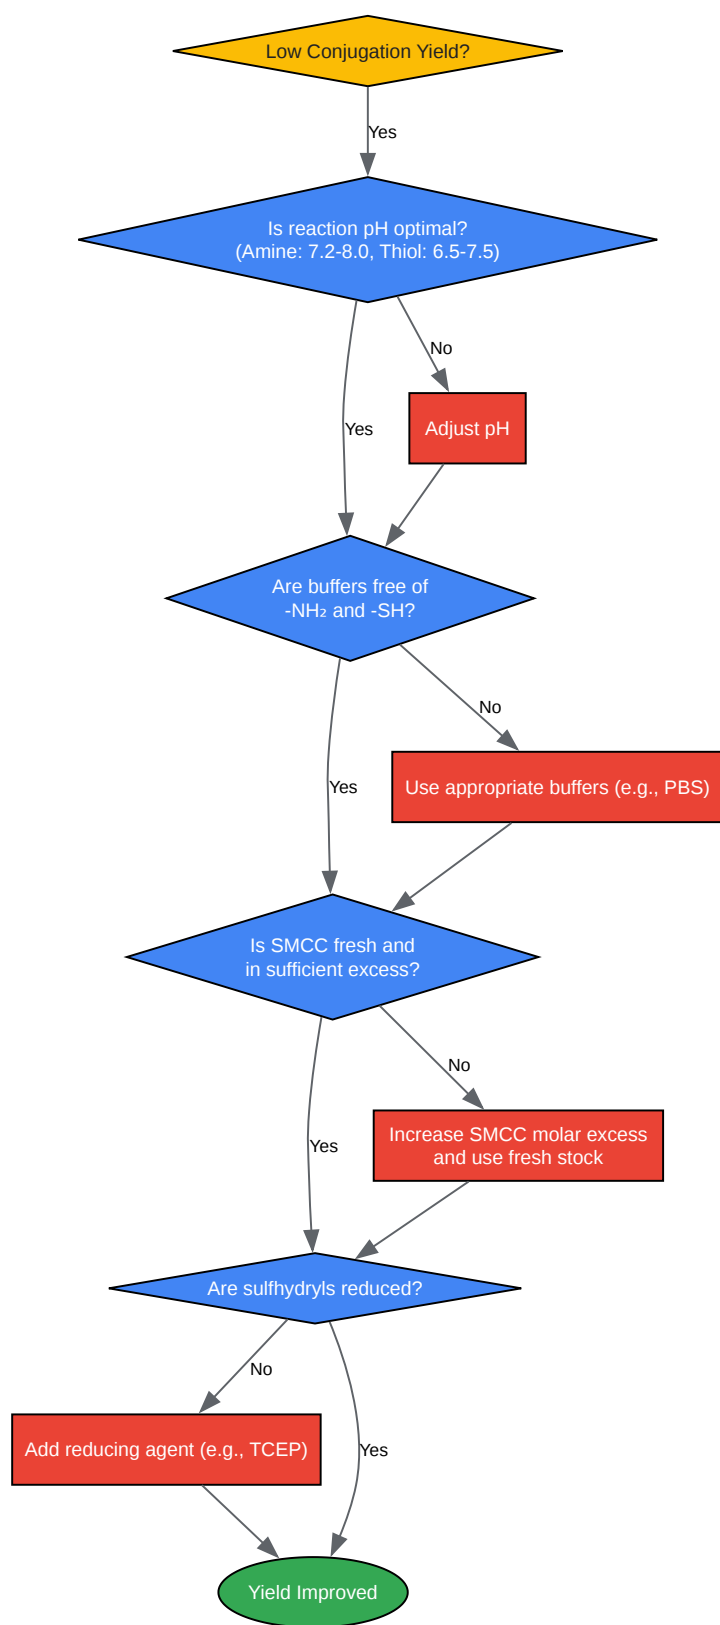 Low Conjugation Yield?
Yes
Is reaction pH optimal?
(Amine: 7.2-8.0, Thiol: 6.5-7.5)
No
Adjust pH
Yes
Are buffers free of
-NH₂ and -SH?
No
Use appropriate buffers (e.g., PBS)
Yes
Is SMCC fresh and
in sufficient excess?
No
Increase SMCC molar excess
and use fresh stock
Yes
Are sulfhydryls reduced?
No
Add reducing agent (e.g., TCEP)
Yes
Yield Improved